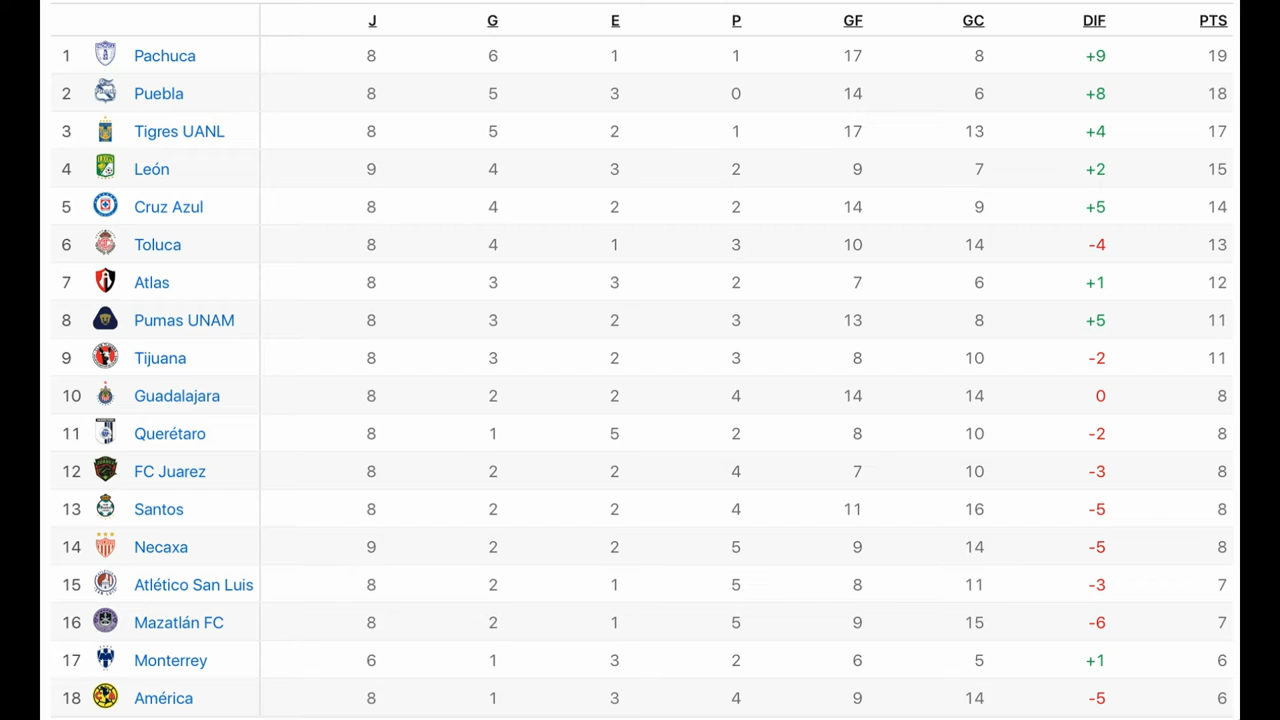 J G E P GF GC DIF PTS
1 Pachuca 8 6 1 1 17 8 +9 19
2 Puebla 8 5 3 0 14 6 +8 18
3 Tigres UANL 8 5 2 1 17 13 +4 17
4 León 9 4 3 2 9 7 +2 15
5 Cruz Azul 8 4 2 2 14 9 +5 14
6 Toluca 8 4 1 3 10 14 -4 13
7 Atlas 8 3 3 2 7 6 +1 12
8 Pumas UNAM 8 3 2 3 13 8 +5 11
9 Tijuana 8 3 2 3 8 10 -2 11
10 Guadalajara 8 2 2 4 14 14 0 8
11 Querétaro 8 1 5 2 8 10 -2 8
12 FC Juarez 8 2 2 4 7 10 -3 8
13 Santos 8 2 2 4 11 16 -5 8
14 Necaxa 9 2 2 5 9 14 -5 8
15 Atlético San Luis 8 2 1 5 8 11 -3 7
16 Mazatlán FC 8 2 1 5 9 15 -6 7
17 Monterrey 6 1 3 2 6 5 +1 6
18 América 8 1 3 4 9 14 -5 6